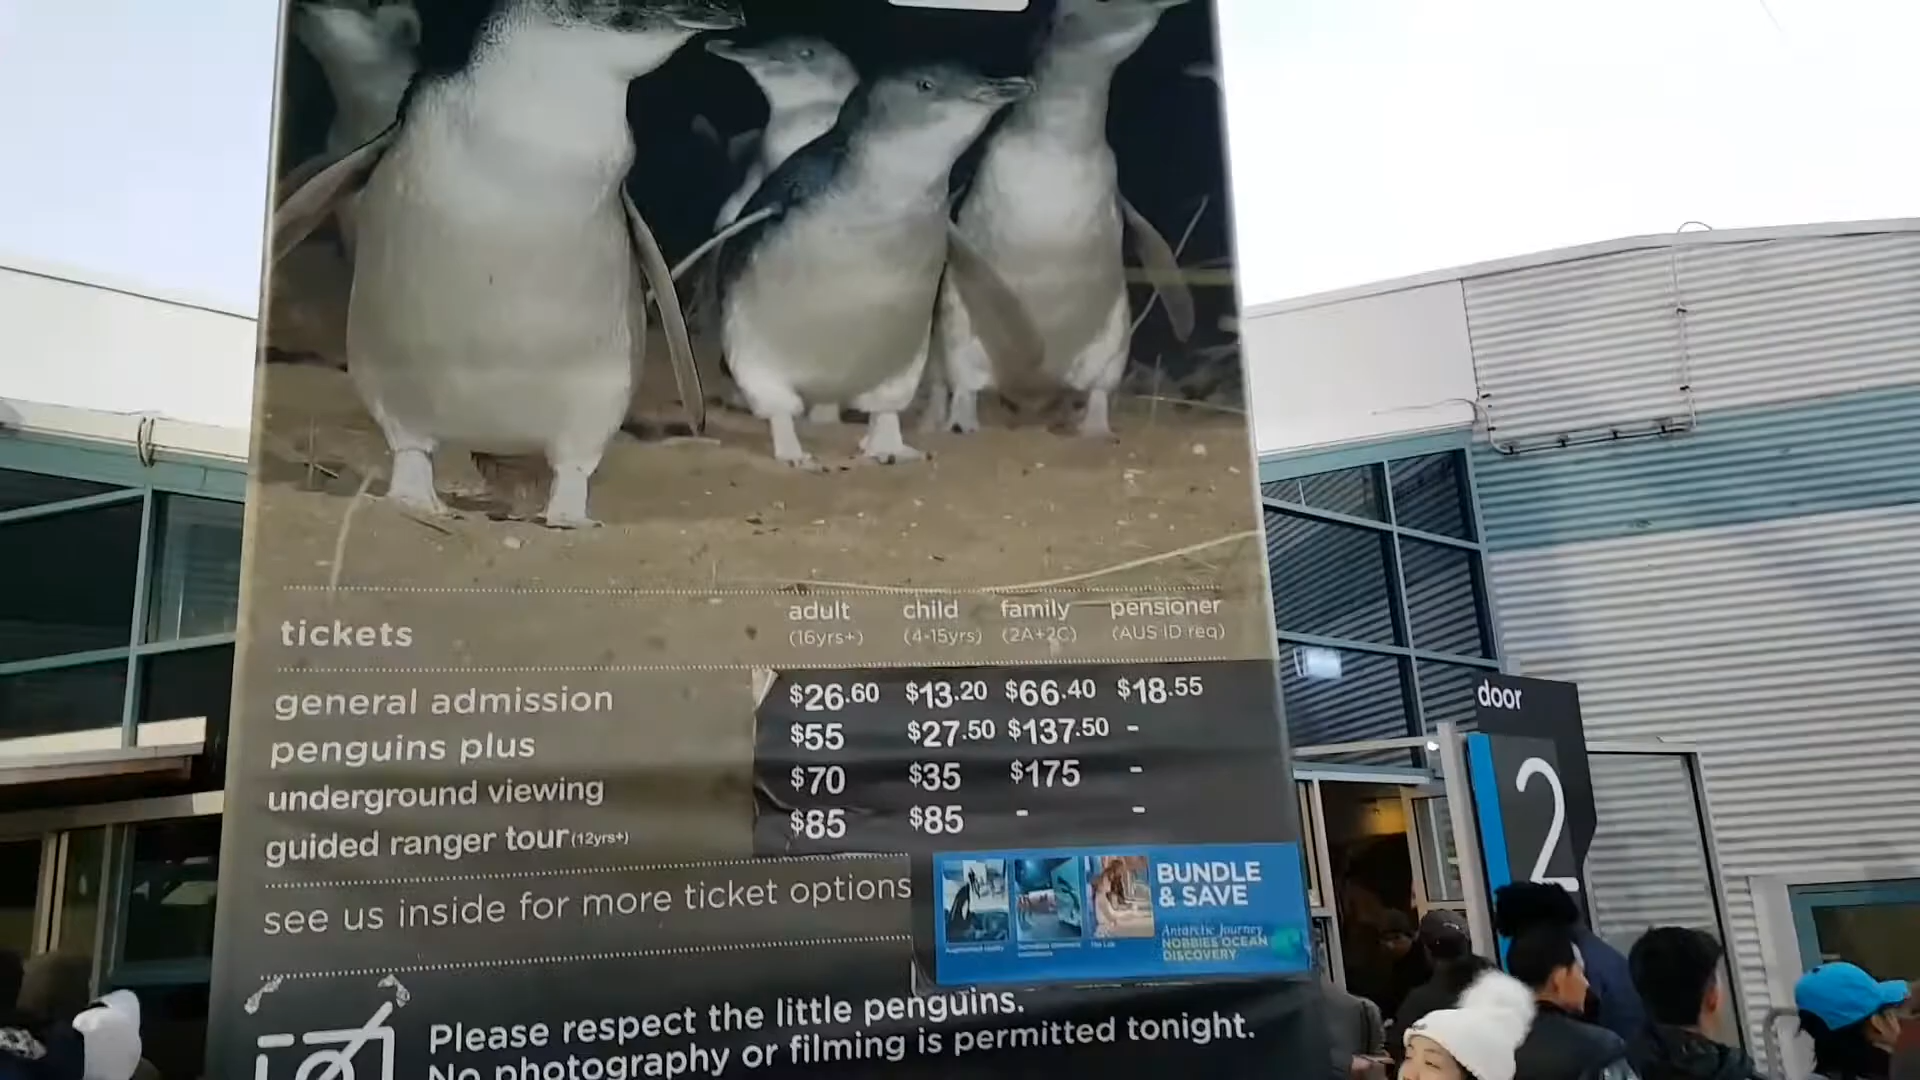 tickets adult child family pensioner
(16yrs+) (4-15yrs) (2A+2C) (AUS ID req)
general admission $26.60 $13.20 $66.40 $18.55
penguins plus $55 $27.50 $137.50 -
underground viewing $70 $35 $175 -
guided ranger tour (12yrs+) $85 $85 - -
see us inside for more ticket options
BUNDLE
& SAVE
Antarctic Journey
NOBBIES OCEAN
DISCOVERY
Please respect the little penguins.
No photography or filming is permitted tonight.
door
2